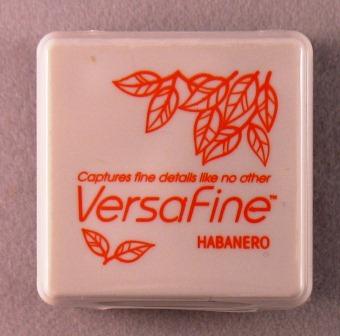 Captures fine details like no other
VersaFine™
HABANERO